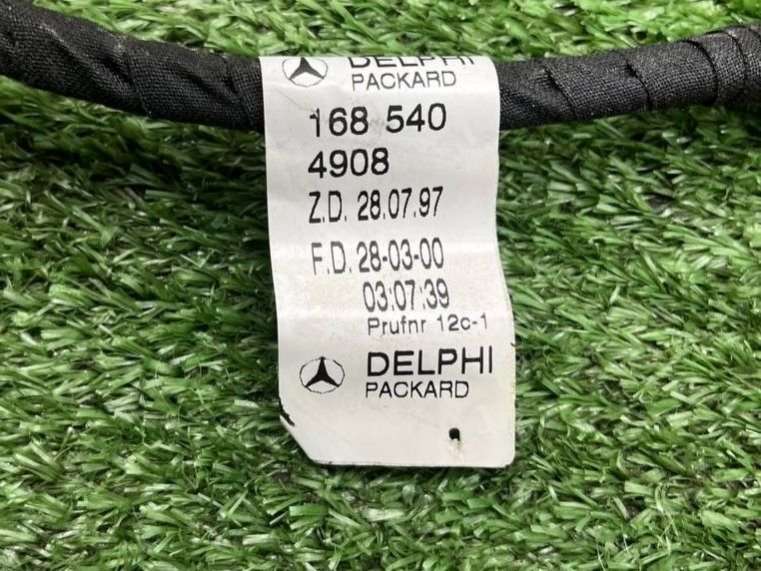 DELPHI
PACKARD
168 540
4908
Z.D. 28.07.97
F.D. 28-03-00
03:07:39
Prufnr 12c-1
DELPHI
PACKARD